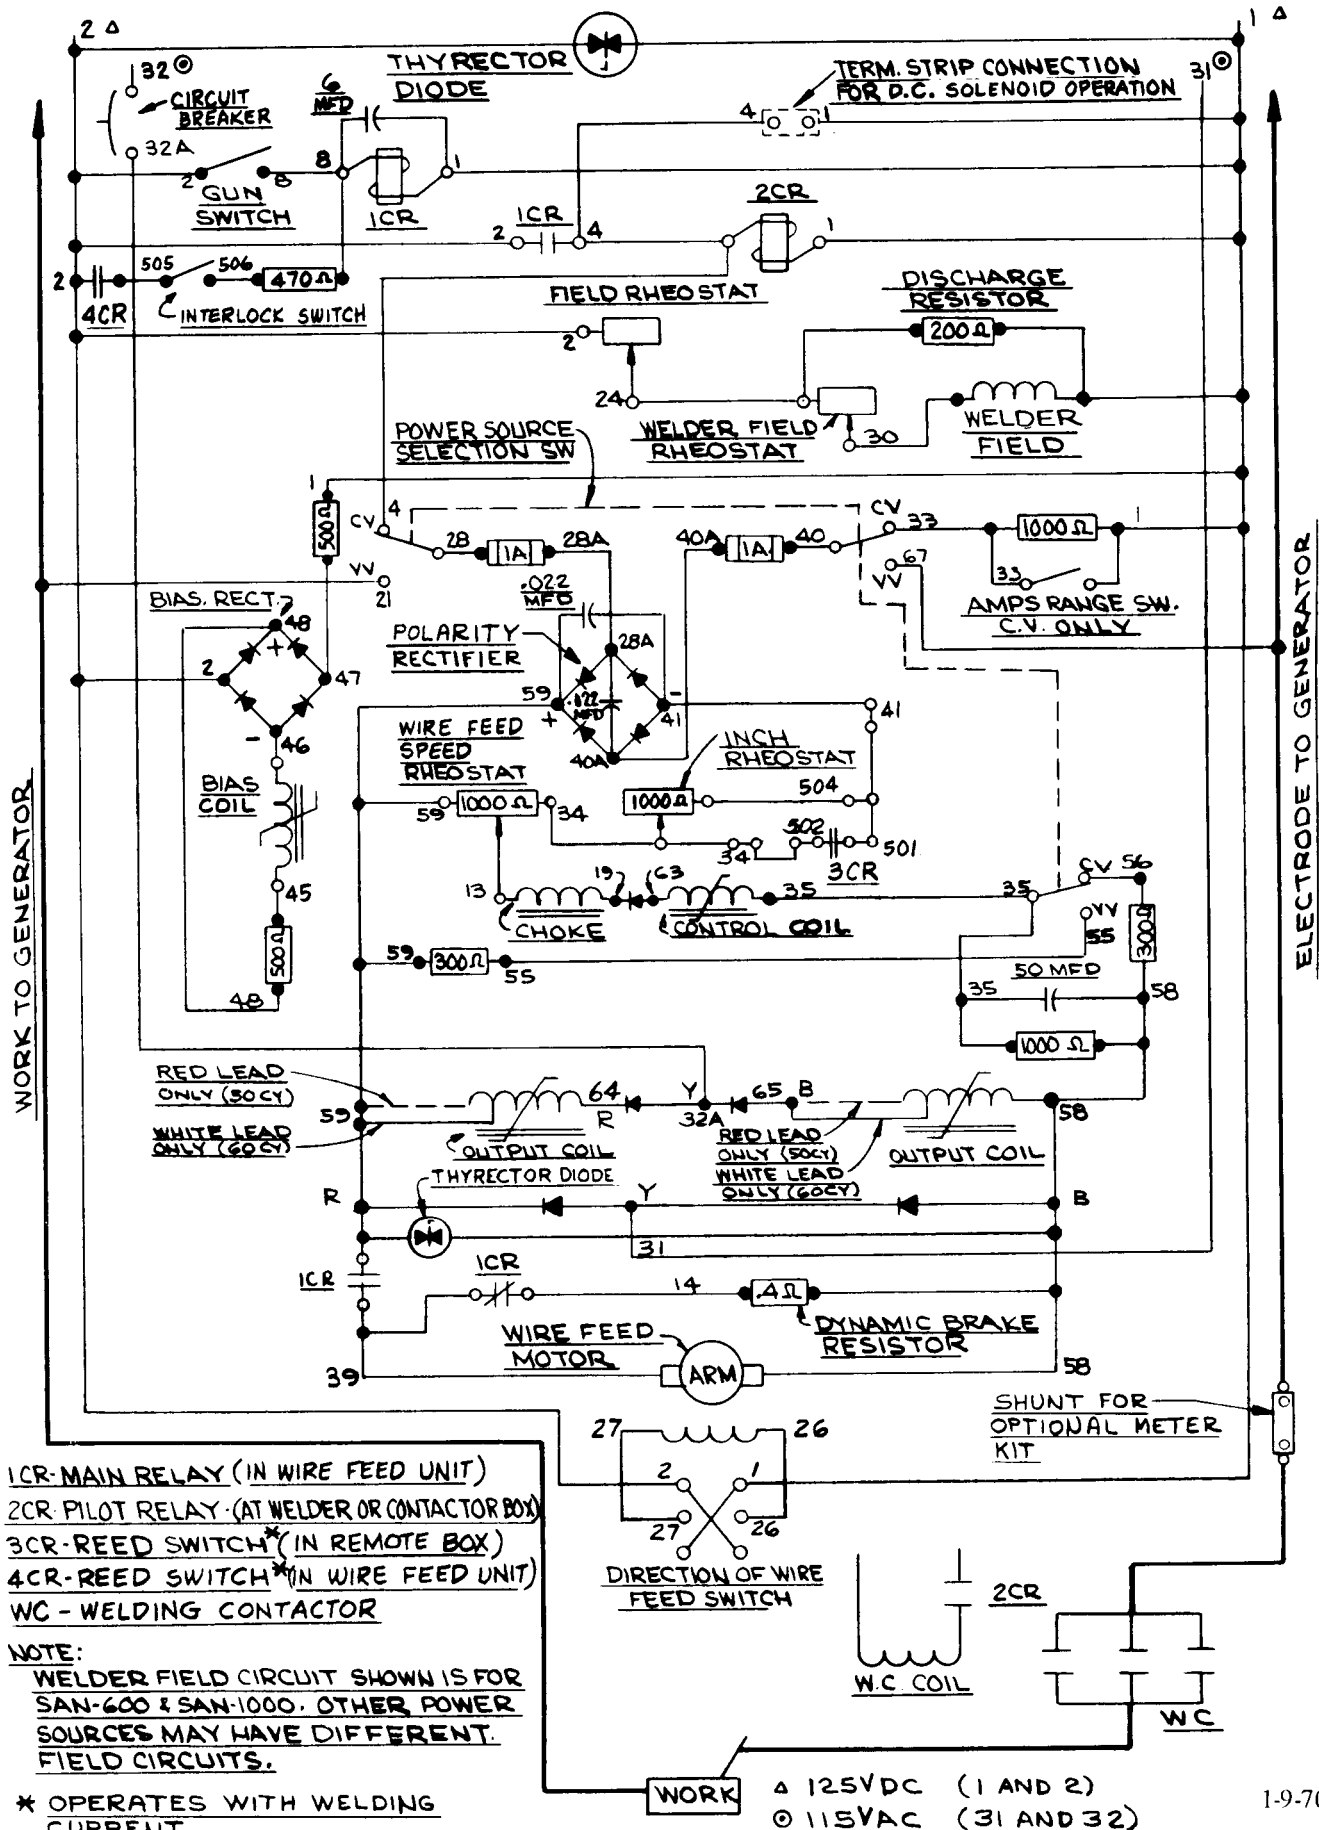 2 Δ
1 Δ
THYRECTOR
DIODE
32 ⊙
31 ⊙
TERM. STRIP CONNECTION
FOR D.C. SOLENOID OPERATION
CIRCUIT
BREAKER
6
MFD
4
1
32A
8
1
2
8
GUN
SWITCH
1CR
2CR
1CR
2
4
1
2
505
506
470Ω
4CR
INTERLOCK SWITCH
FIELD RHEOSTAT
DISCHARGE
RESISTOR
2
200Ω
24
WELDER FIELD
RHEOSTAT
30
WELDER
FIELD
POWER SOURCE
SELECTION SW
1
500Ω
4
CV
28
1A
28A
40A
1A
40
CV
33
1000Ω
1
VV
21
67
VV
33
AMPS RANGE SW.
C.V. ONLY
.022
MFD
BIAS. RECT.
48
+
2
47
-
46
POLARITY
RECTIFIER
28A
59
+
.022
MFD
-
41
41
40A
WIRE FEED
SPEED
RHEOSTAT
INCH
RHEOSTAT
BIAS
COIL
59
1000Ω
34
1000Ω
504
502
34
501
3CR
45
13
19
63
35
35
CV
56
CHOKE
CONTROL COIL
VV
55
300Ω
500Ω
48
59
300Ω
55
50 MFD
35
58
1000 Ω
WORK TO GENERATOR
ELECTRODE TO GENERATOR
RED LEAD
ONLY (50CY)
59
WHITE LEAD
ONLY (60CY)
64
R
Y
32A
65
B
58
OUTPUT COIL
RED LEAD
ONLY (50CY)
WHITE LEAD
ONLY (60CY)
OUTPUT COIL
THYRECTOR DIODE
R
Y
B
31
1CR
1CR
14
.4Ω
DYNAMIC BRAKE
RESISTOR
WIRE FEED
MOTOR
ARM
39
58
SHUNT FOR
OPTIONAL METER
KIT
27
26
2
1
27
26
DIRECTION OF WIRE
FEED SWITCH
1CR-MAIN RELAY (IN WIRE FEED UNIT)
2CR-PILOT RELAY-(AT WELDER OR CONTACTOR BOX)
3CR-REED SWITCH* (IN REMOTE BOX)
4CR-REED SWITCH* (IN WIRE FEED UNIT)
WC - WELDING CONTACTOR
2CR
W.C. COIL
WC
NOTE:
WELDER FIELD CIRCUIT SHOWN IS FOR
SAN-600 & SAN-1000. OTHER POWER
SOURCES MAY HAVE DIFFERENT.
FIELD CIRCUITS.
* OPERATES WITH WELDING
CURRENT
WORK
Δ 125VDC (1 AND 2)
⊙ 115VAC (31 AND 32)
1-9-70